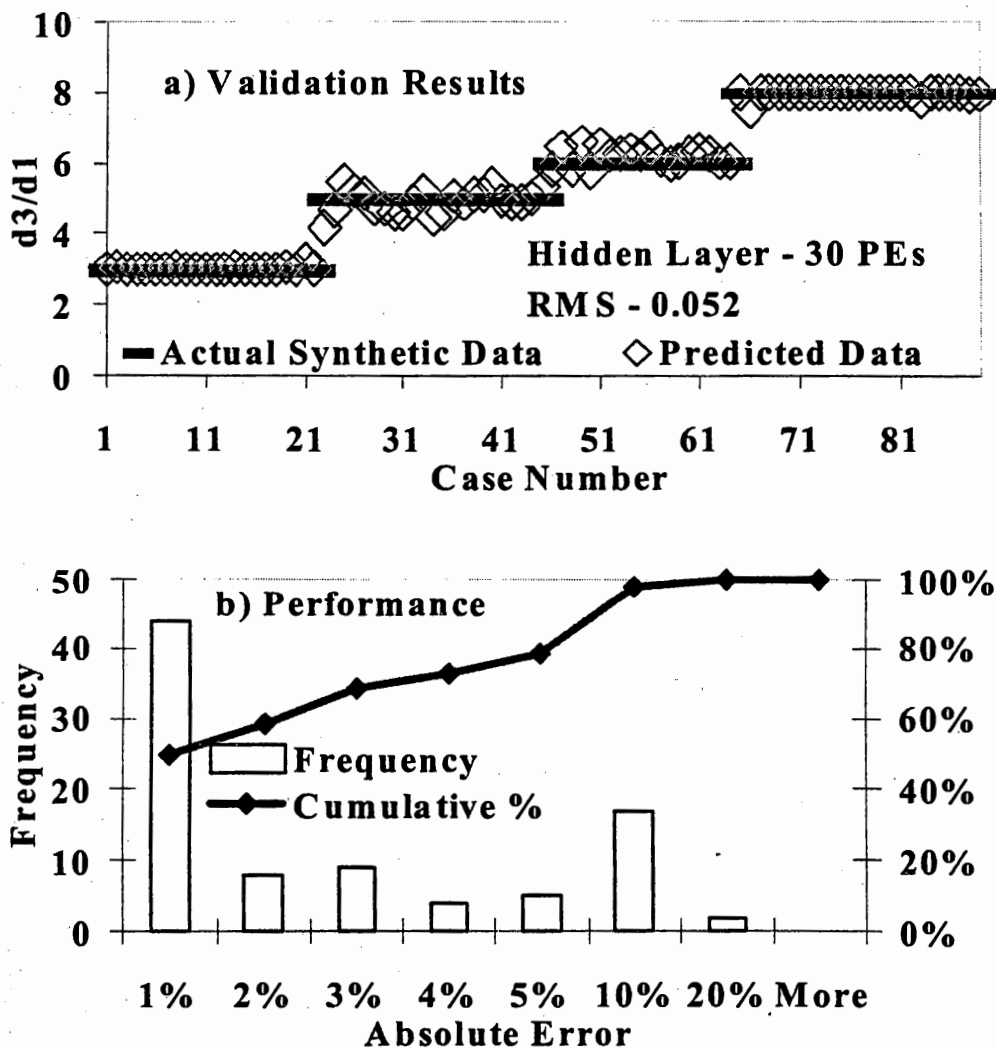 10
8
6
4
2
0
d3/d1
a) Validation Results
Hidden Layer - 30 PEs
RMS - 0.052
Actual Synthetic Data
Predicted Data
1 11 21 31 41 51 61 71 81
Case Number
50
40
30
20
10
0
Frequency
b) Performance
Frequency
Cumulative %
100%
80%
60%
40%
20%
0%
1% 2% 3% 4% 5% 10% 20% More
Absolute Error